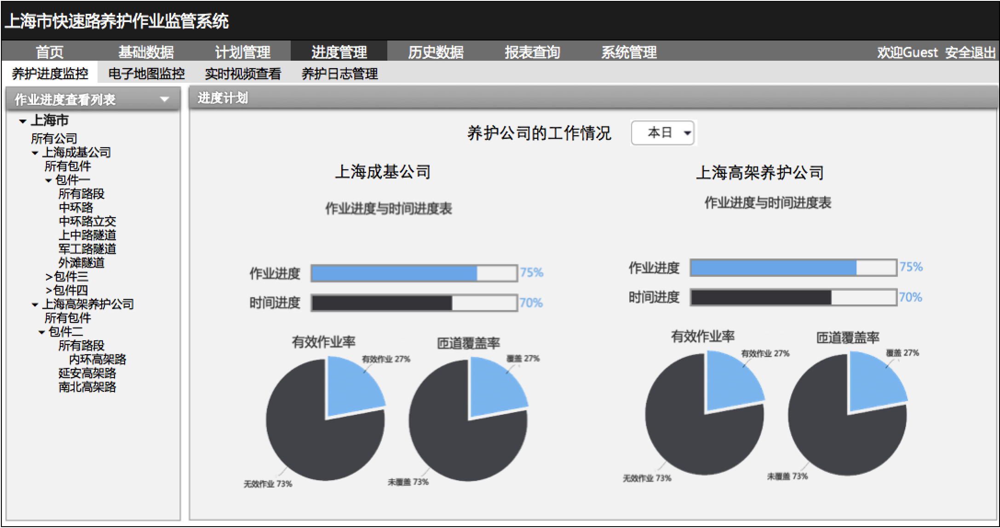 上海市快速路养护作业监管系统
首页 基础数据 计划管理 进度管理 历史数据 报表查询 系统管理 欢迎Guest 安全退出
养护进度监控 电子地图监控 实时视频查看 养护日志管理
作业进度查看列表
上海市
所有公司
上海成基公司
所有包件
包件一
所有路段
中环路
中环路立交
上中路隧道
军工路隧道
外滩隧道
>包件三
>包件四
上海高架养护公司
所有包件
包件二
所有路段
内环高架路
延安高架路
南北高架路
进度计划
养护公司的工作情况 本日
上海成基公司
作业进度与时间进度表
作业进度 75%
时间进度 70%
有效作业率
有效作业 27%
无效作业 73%
匝道覆盖率
覆盖 27%
未覆盖 73%
上海高架养护公司
作业进度与时间进度表
作业进度 75%
时间进度 70%
有效作业率
有效作业 27%
无效作业 73%
匝道覆盖率
覆盖 27%
未覆盖 73%